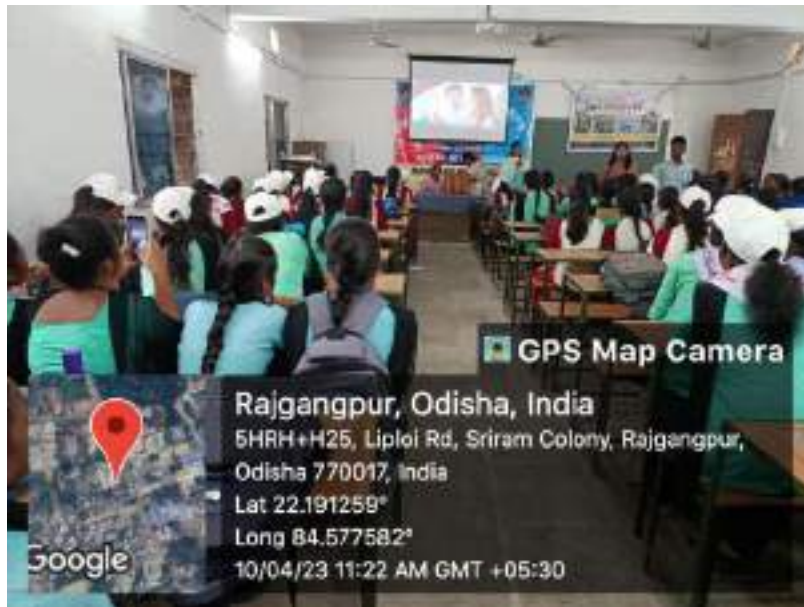 GPS Map Camera
Rajgangpur, Odisha, India
5HRH+H25, Liploi Rd, Sriram Colony, Rajgangpur,
Odisha 770017, India
Lat 22.191259°
Long 84.577582°
10/04/23 11:22 AM GMT +05:30
Google